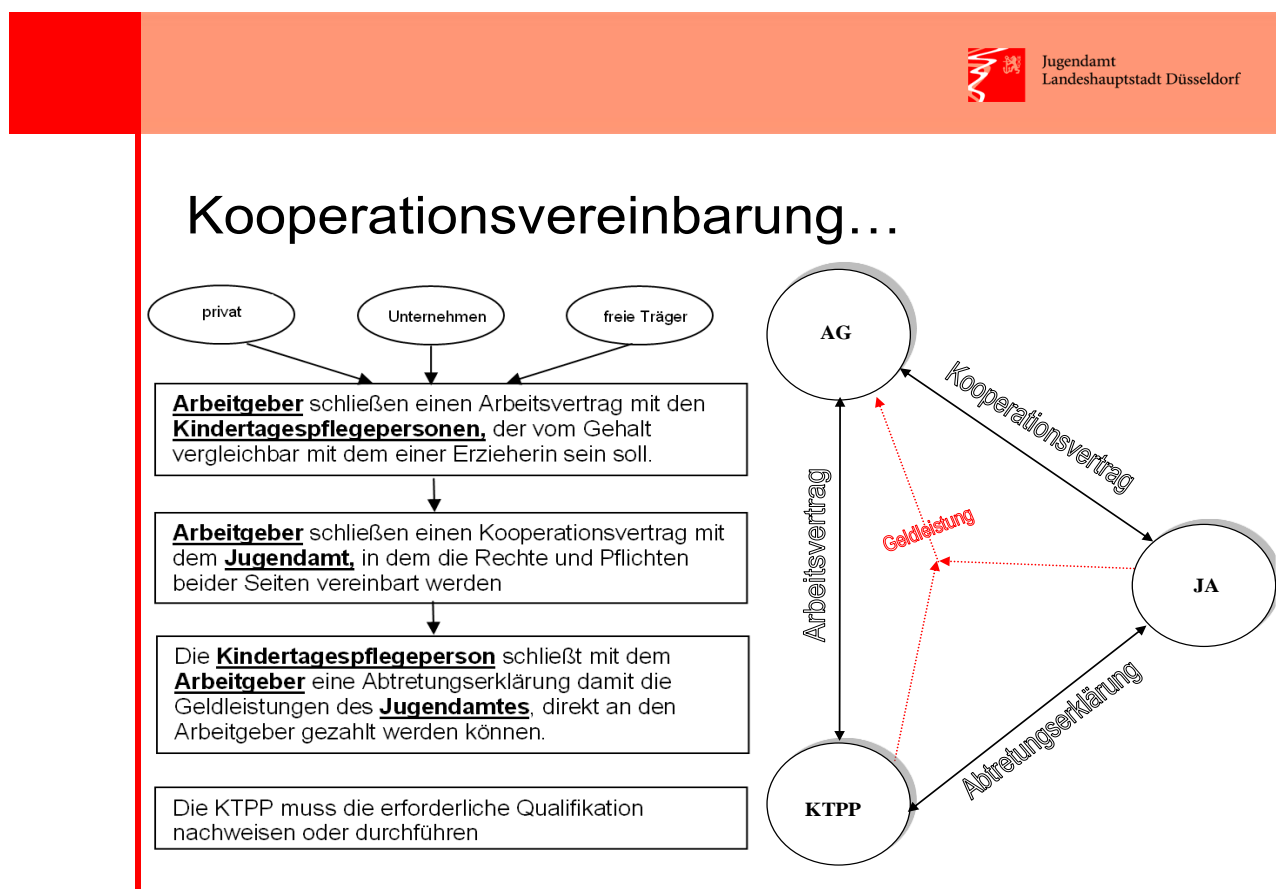 Jugendamt
Landeshauptstadt Düsseldorf
Kooperationsvereinbarung…
privat
Unternehmen
freie Träger
Arbeitgeber schließen einen Arbeitsvertrag mit den
Kindertagespflegepersonen, der vom Gehalt
vergleichbar mit dem einer Erzieherin sein soll.
Arbeitgeber schließen einen Kooperationsvertrag mit
dem Jugendamt, in dem die Rechte und Pflichten
beider Seiten vereinbart werden
Die Kindertagespflegeperson schließt mit dem
Arbeitgeber eine Abtretungserklärung damit die
Geldleistungen des Jugendamtes, direkt an den
Arbeitgeber gezahlt werden können.
Die KTPP muss die erforderliche Qualifikation
nachweisen oder durchführen
AG
Kooperationsvertrag
Arbeitsvertrag
Geldleistung
JA
Abtretungserklärung
KTPP